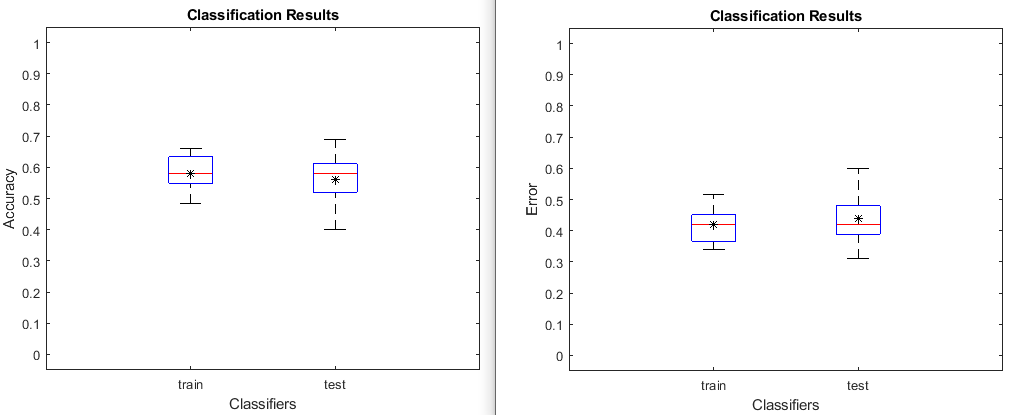 Classification Results
1
0.9
0.8
0.7
0.6
0.5
0.4
0.3
0.2
0.1
0
Accuracy
train test
Classifiers
Classification Results
1
0.9
0.8
0.7
0.6
0.5
0.4
0.3
0.2
0.1
0
Error
train test
Classifiers